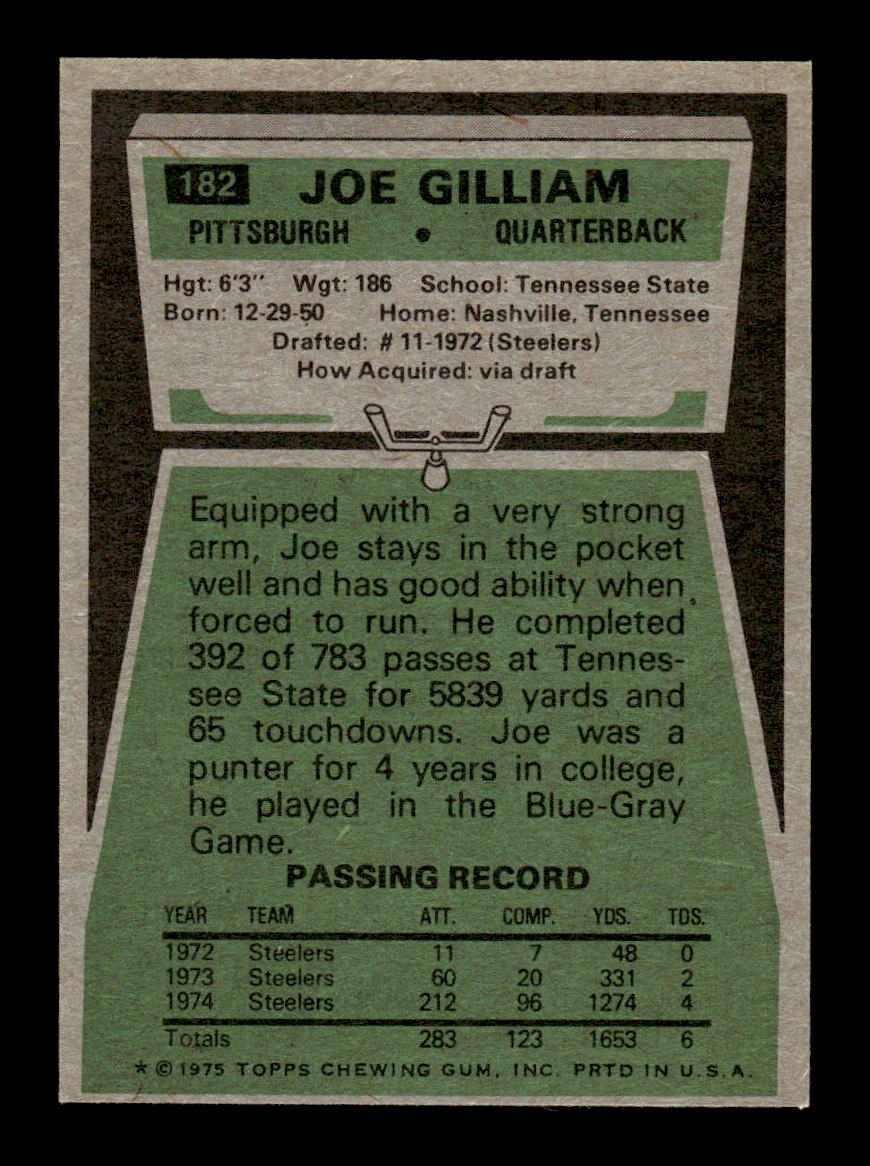 182 JOE GILLIAM
PITTSBURGH • QUARTERBACK
Hgt: 6'3'' Wgt: 186 School: Tennessee State
Born: 12-29-50 Home: Nashville, Tennessee
Drafted: # 11-1972 (Steelers)
How Acquired: via draft
Equipped with a very strong
arm, Joe stays in the pocket
well and has good ability when
forced to run. He completed
392 of 783 passes at Tennes-
see State for 5839 yards and
65 touchdowns. Joe was a
punter for 4 years in college,
he played in the Blue-Gray
Game.
PASSING RECORD
YEAR TEAM ATT. COMP. YDS. TDS.
1972 Steelers 11 7 48 0
1973 Steelers 60 20 331 2
1974 Steelers 212 96 1274 4
Totals 283 123 1653 6
* © 1975 TOPPS CHEWING GUM, INC. PRTD IN U.S.A.